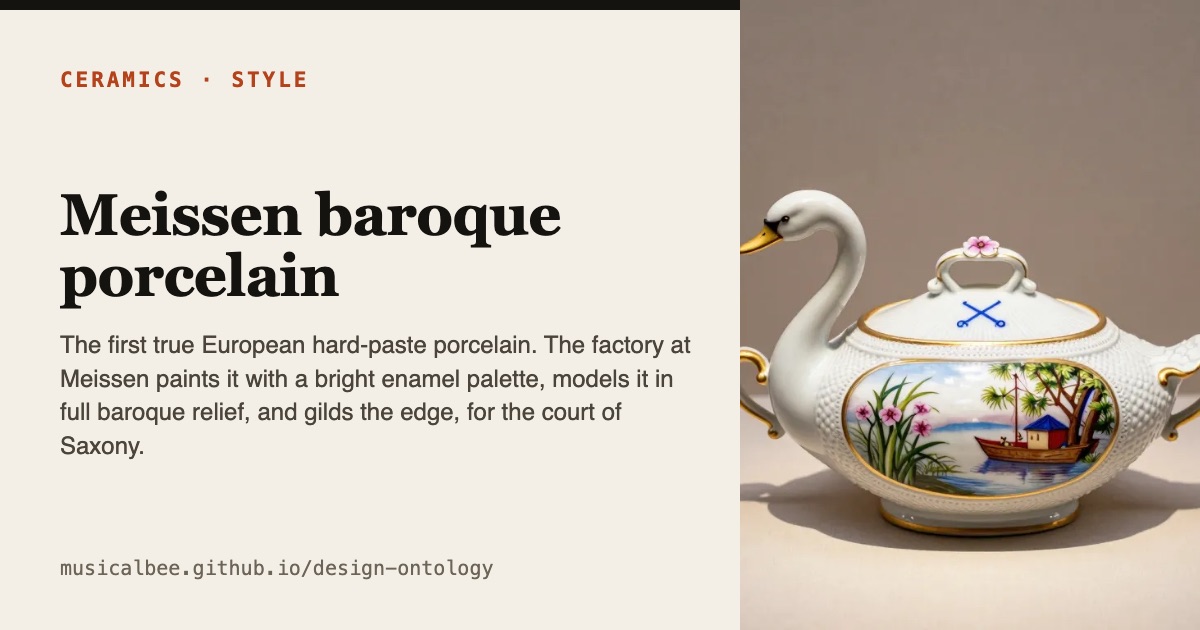 CERAMICS · STYLE
Meissen baroque
porcelain
The first true European hard-paste porcelain. The factory at
Meissen paints it with a bright enamel palette, models it in
full baroque relief, and gilds the edge, for the court of
Saxony.
musicalbee.github.io/design-ontology